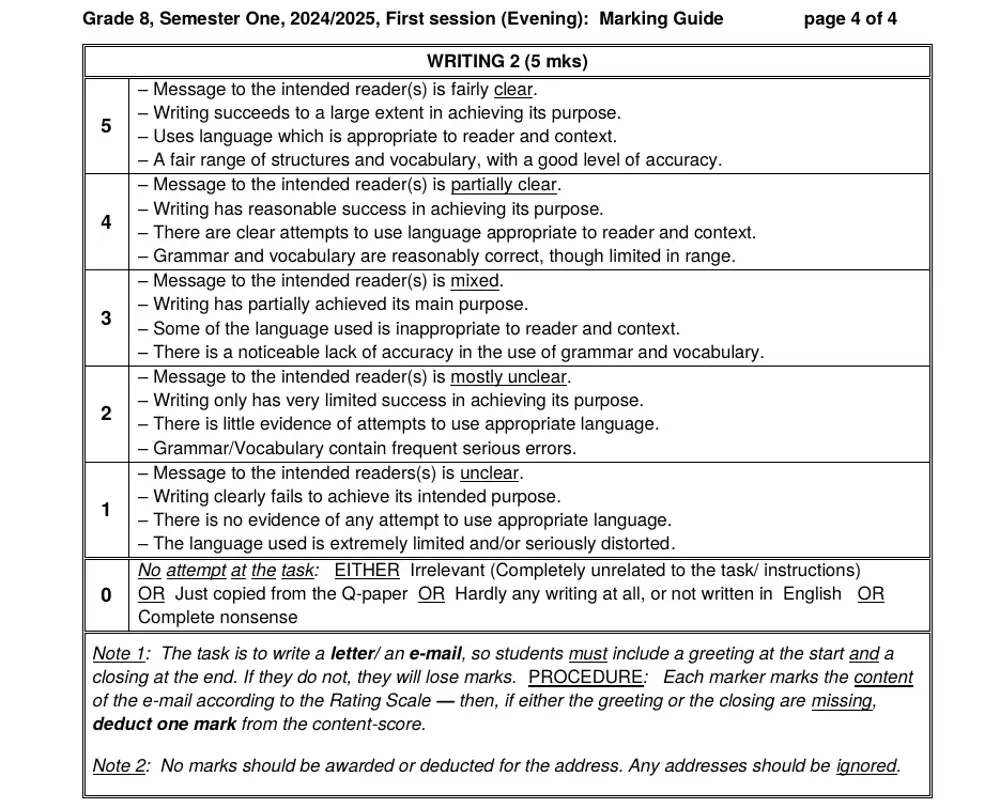 Grade 8, Semester One, 2024/2025, First session (Evening): Marking Guide page 4 of 4
WRITING 2 (5 mks)
5
– Message to the intended reader(s) is fairly clear.
– Writing succeeds to a large extent in achieving its purpose.
– Uses language which is appropriate to reader and context.
– A fair range of structures and vocabulary, with a good level of accuracy.
4
– Message to the intended reader(s) is partially clear.
– Writing has reasonable success in achieving its purpose.
– There are clear attempts to use language appropriate to reader and context.
– Grammar and vocabulary are reasonably correct, though limited in range.
3
– Message to the intended reader(s) is mixed.
– Writing has partially achieved its main purpose.
– Some of the language used is inappropriate to reader and context.
– There is a noticeable lack of accuracy in the use of grammar and vocabulary.
2
– Message to the intended reader(s) is mostly unclear.
– Writing only has very limited success in achieving its purpose.
– There is little evidence of attempts to use appropriate language.
– Grammar/Vocabulary contain frequent serious errors.
1
– Message to the intended readers(s) is unclear.
– Writing clearly fails to achieve its intended purpose.
– There is no evidence of any attempt to use appropriate language.
– The language used is extremely limited and/or seriously distorted.
0
No attempt at the task: EITHER Irrelevant (Completely unrelated to the task/ instructions)
OR Just copied from the Q-paper OR Hardly any writing at all, or not written in English OR
Complete nonsense
Note 1: The task is to write a letter/ an e-mail, so students must include a greeting at the start and a
closing at the end. If they do not, they will lose marks. PROCEDURE: Each marker marks the content
of the e-mail according to the Rating Scale — then, if either the greeting or the closing are missing,
deduct one mark from the content-score.
Note 2: No marks should be awarded or deducted for the address. Any addresses should be ignored.